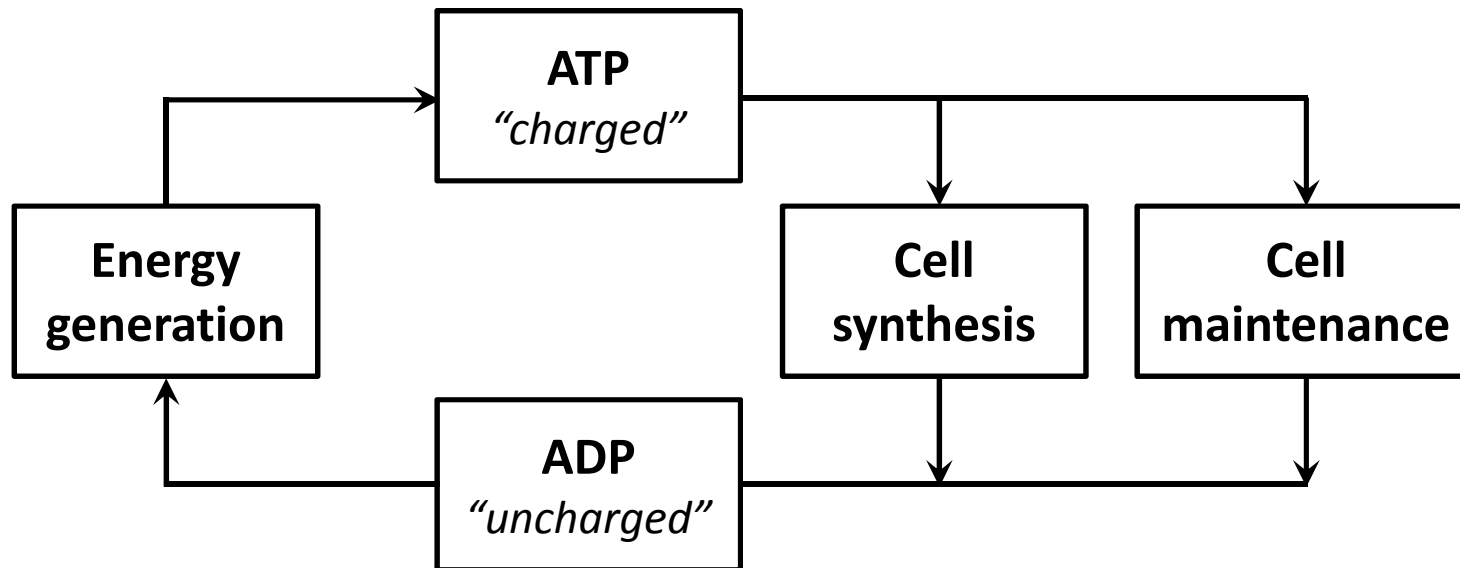 ATP
“charged”
Energy
generation
Cell
synthesis
Cell
maintenance
ADP
“uncharged”